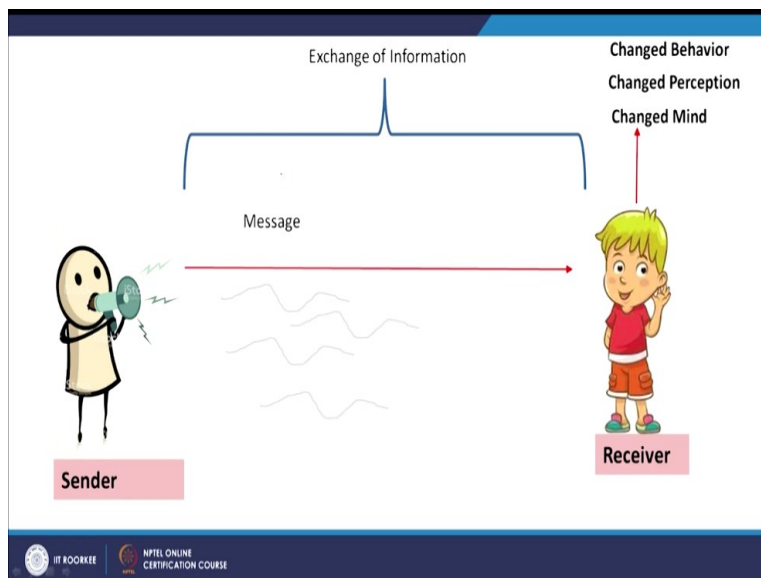 Exchange of Information
Changed Behavior
Changed Perception
Changed Mind
Message
Sender
Receiver
IIT ROORKEE
NPTEL ONLINE
CERTIFICATION COURSE